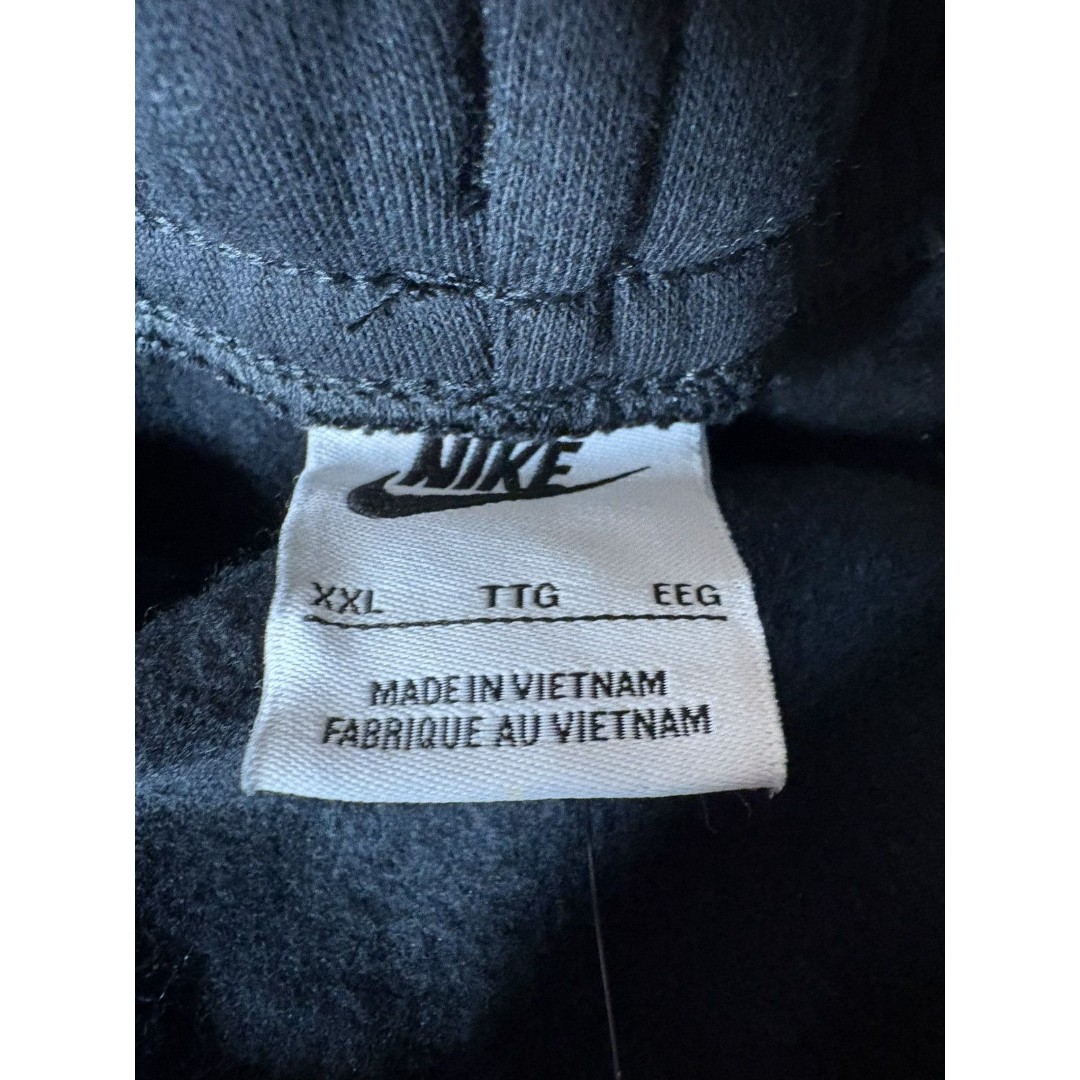 NIKE
XXL TTG EEG
MADE IN VIETNAM
FABRIQUE AU VIETNAM